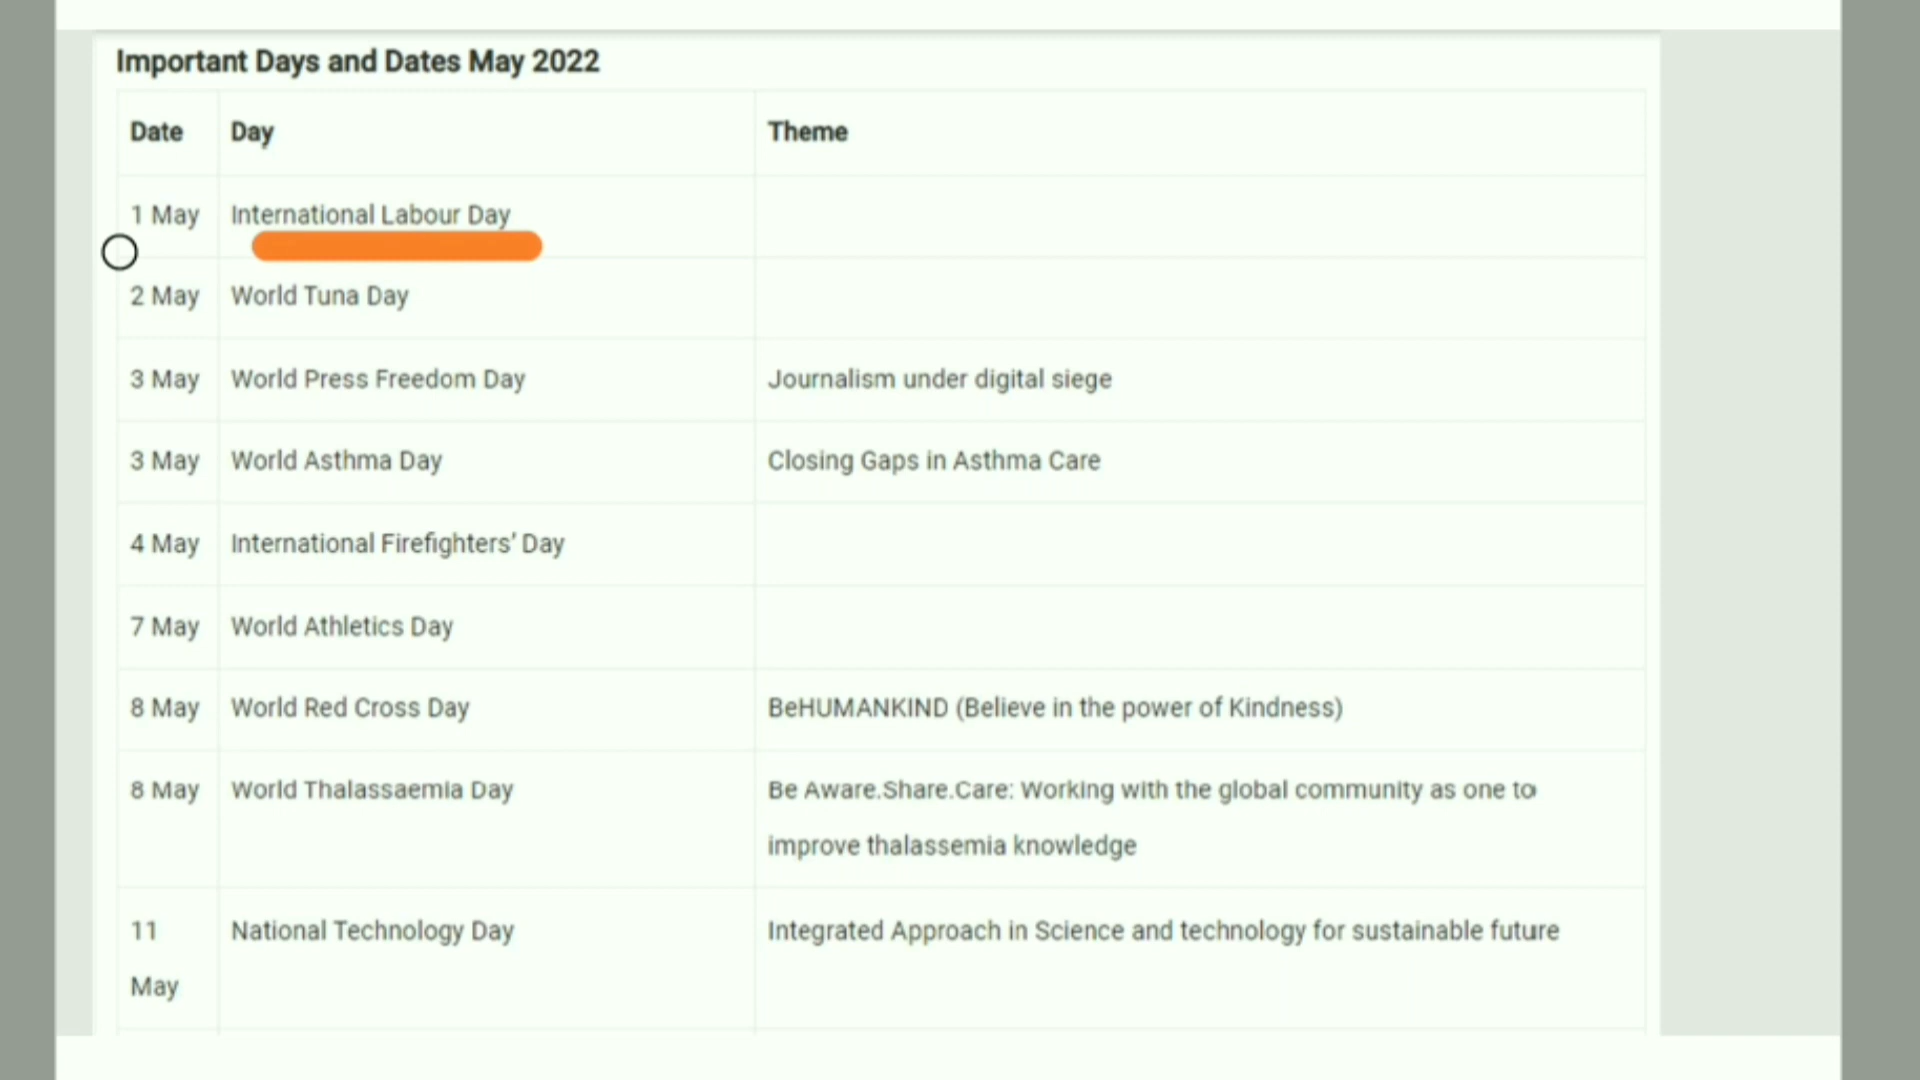 Important Days and Dates May 2022
Date Day Theme
1 May International Labour Day
2 May World Tuna Day
3 May World Press Freedom Day Journalism under digital siege
3 May World Asthma Day Closing Gaps in Asthma Care
4 May International Firefighters’ Day
7 May World Athletics Day
8 May World Red Cross Day BeHUMANKIND (Believe in the power of Kindness)
8 May World Thalassaemia Day Be Aware.Share.Care: Working with the global community as one to
improve thalassemia knowledge
11 National Technology Day Integrated Approach in Science and technology for sustainable future
May